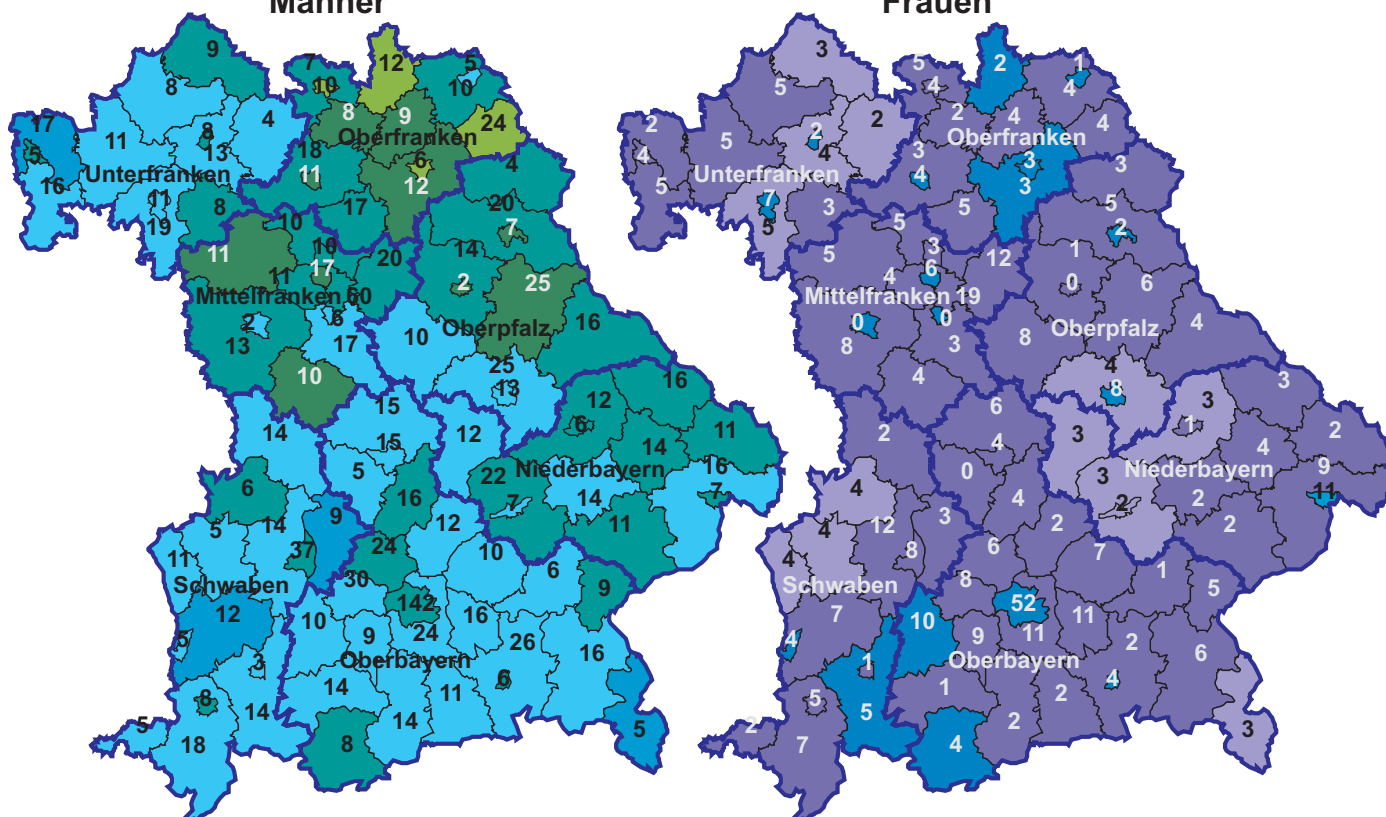 Männer Frauen
9 3
12 2
7 5 5 1
8 10 10 5 4 4
8 9 2 4
17 11 8 4 24 2 5 2 2 4
Oberfranken Oberfranken
5 13 18 6 4 4 4 3 3 3
Unterfranken Unterfranken
16 11 12 5 4 3
11 8 17 20 7 3 5 5
19 10 7 5 5 2
11 10 14 20 5 3 1 12
11 17 2 25 4 6 0 6
Mittelfranken 60 Mittelfranken 19
2 6 16 0 0 4
Oberpfalz Oberpfalz
13 17 10 8 3 8
10 25 16 4 4 3
13 8
15 12 6 3
14 15 12 6 11 2 4 3 1 2
5 14 16 0 4 9
Niederbayern Niederbayern
6 16 22 14 7 4 4 3 2 11
7 2
5 14 9 12 11 4 12 3 2 2
11 37 24 10 4 8 6 7
Schwaben 30 6 9 Schwaben 8 1 5
12 142 7 52
10 16 10 11
5 9 24 26 16 4 9 11 2 6
Oberbayern Oberbayern
3 6 1 4
8 14 11 5 1 2
5 18 14 14 5 2 7 5 2 3
8 4